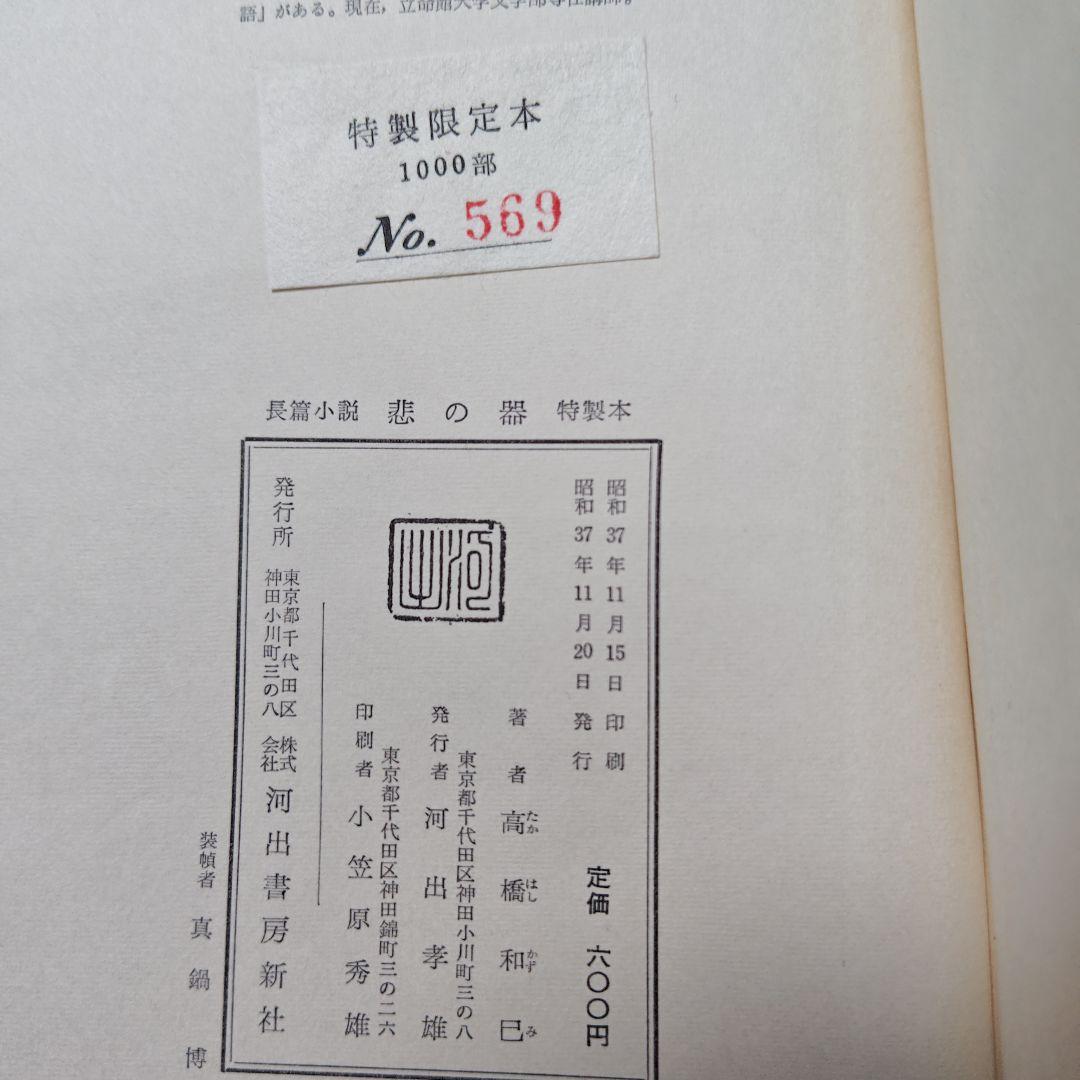 語』がある。現在，立命館大学文学部専任講師。
特製限定本
1000部
No. 569
長篇小説 悲の器 特製本
昭和37年11月15日 印刷
昭和37年11月20日 発行
定価 六〇〇円
著者 高橋和巳
たか はし かず み
東京都千代田区神田小川町三の八
発行者 河出孝雄
東京都千代田区神田錦町三の二六
印刷者 小笠原秀雄
発行所
東京都千代田区
神田小川町三の八
株式
会社
河出書房新社
装幀者 真鍋博